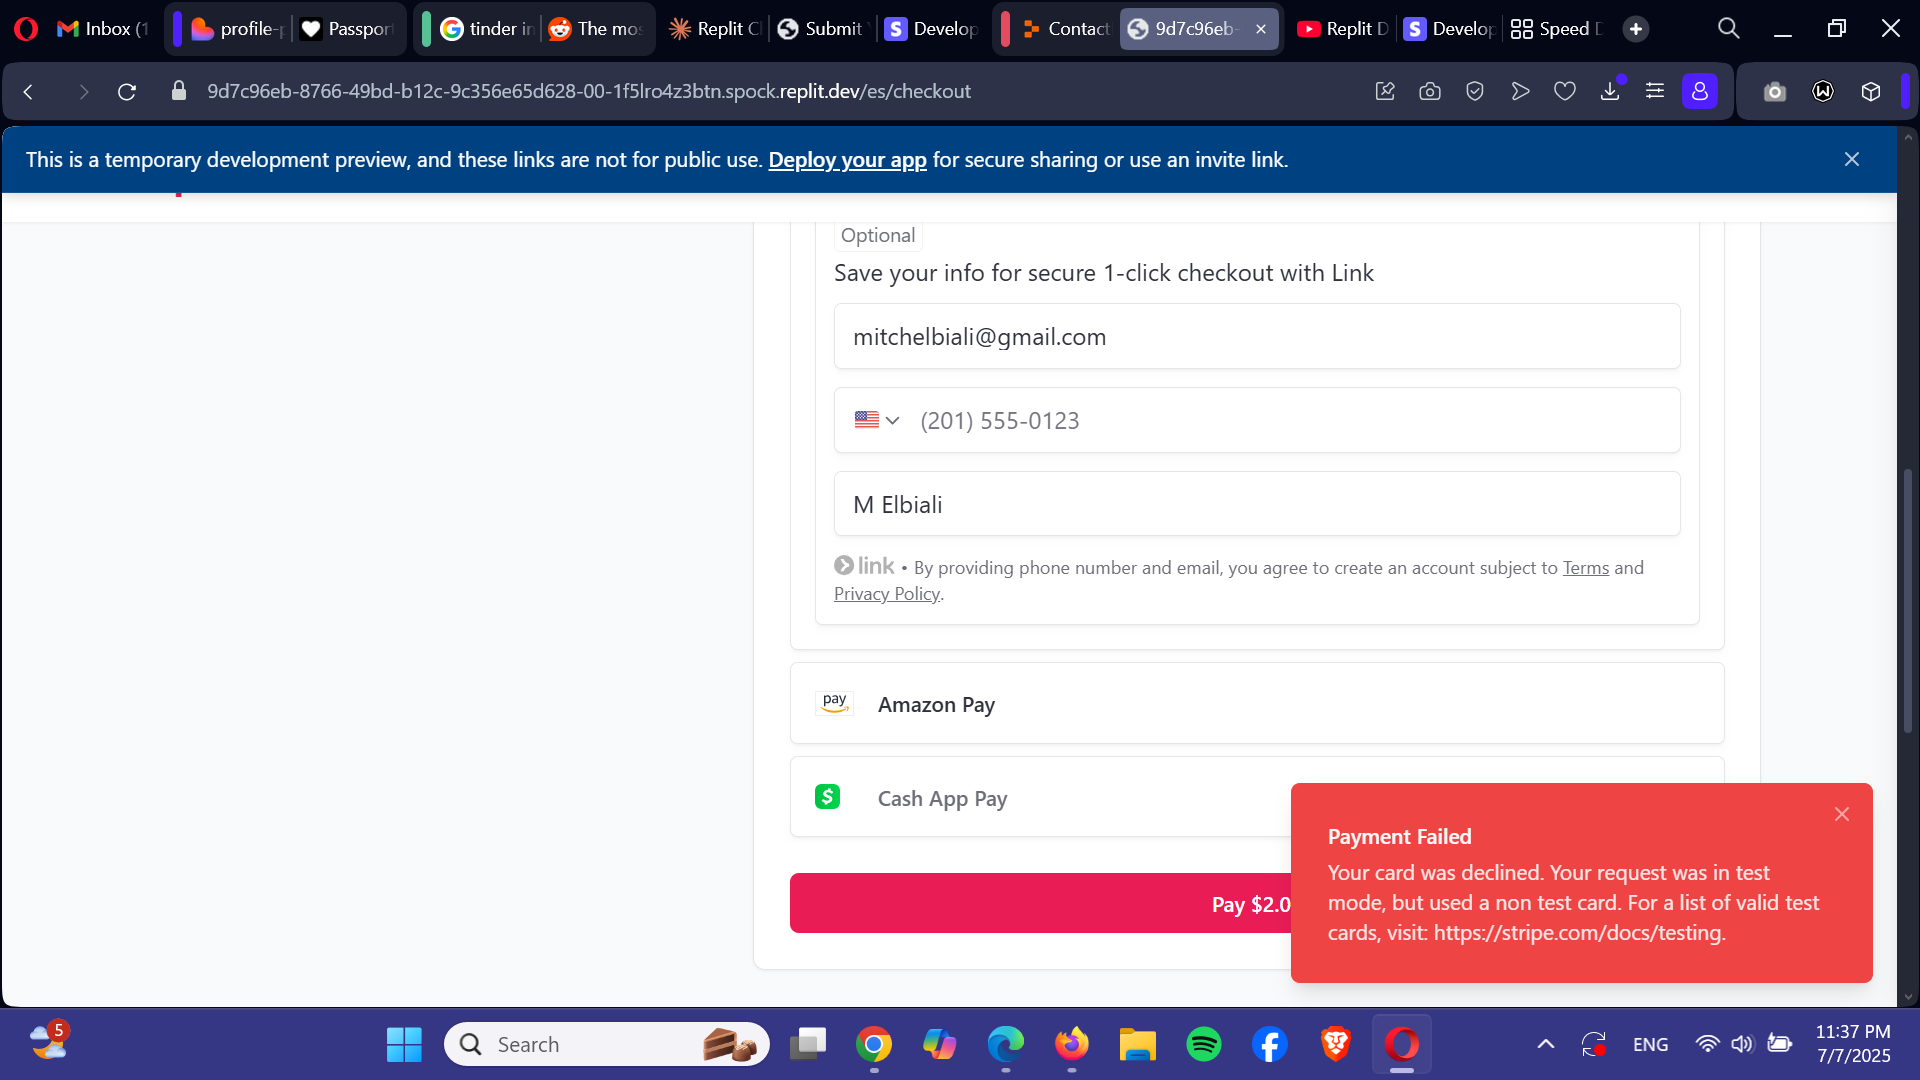 Inbox (1
profile-p
Passpor
tinder in
The mos
Replit Cl
Submit
Develop
Contact
9d7c96eb-
Replit D
Develop
Speed D
9d7c96eb-8766-49bd-b12c-9c356e65d628-00-1f5lro4z3btn.spock.replit.dev/es/checkout
This is a temporary development preview, and these links are not for public use. Deploy your app for secure sharing or use an invite link.
Optional
Save your info for secure 1-click checkout with Link
mitchelbiali@gmail.com
(201) 555-0123
M Elbiali
link • By providing phone number and email, you agree to create an account subject to Terms and
Privacy Policy.
pay
Amazon Pay
Cash App Pay
Pay $2.0
Payment Failed
Your card was declined. Your request was in test
mode, but used a non test card. For a list of valid test
cards, visit: https://stripe.com/docs/testing.
5
Search
ENG
11:37 PM
7/7/2025